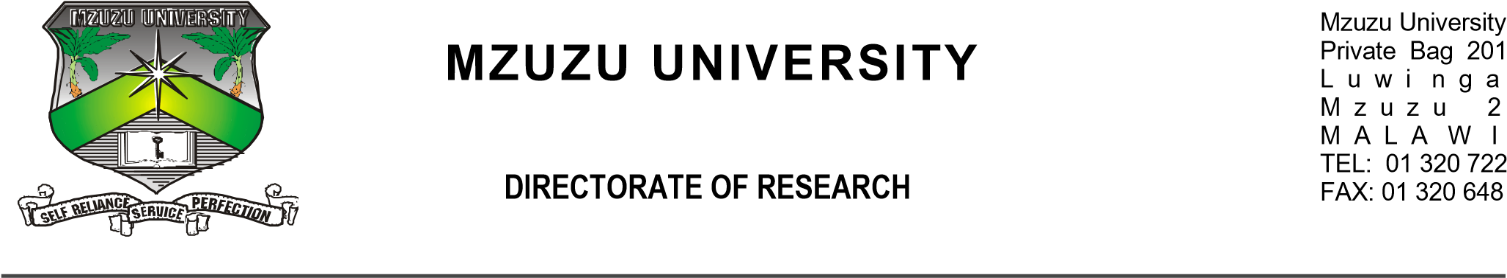 MZUZU UNIVERSITY
SELF RELIANCE
SERVICE
PERFECTION
MZUZU UNIVERSITY
DIRECTORATE OF RESEARCH
Mzuzu University
Private Bag 201
Luwinga
Mzuzu 2
MALAWI
TEL: 01 320 722
FAX: 01 320 648